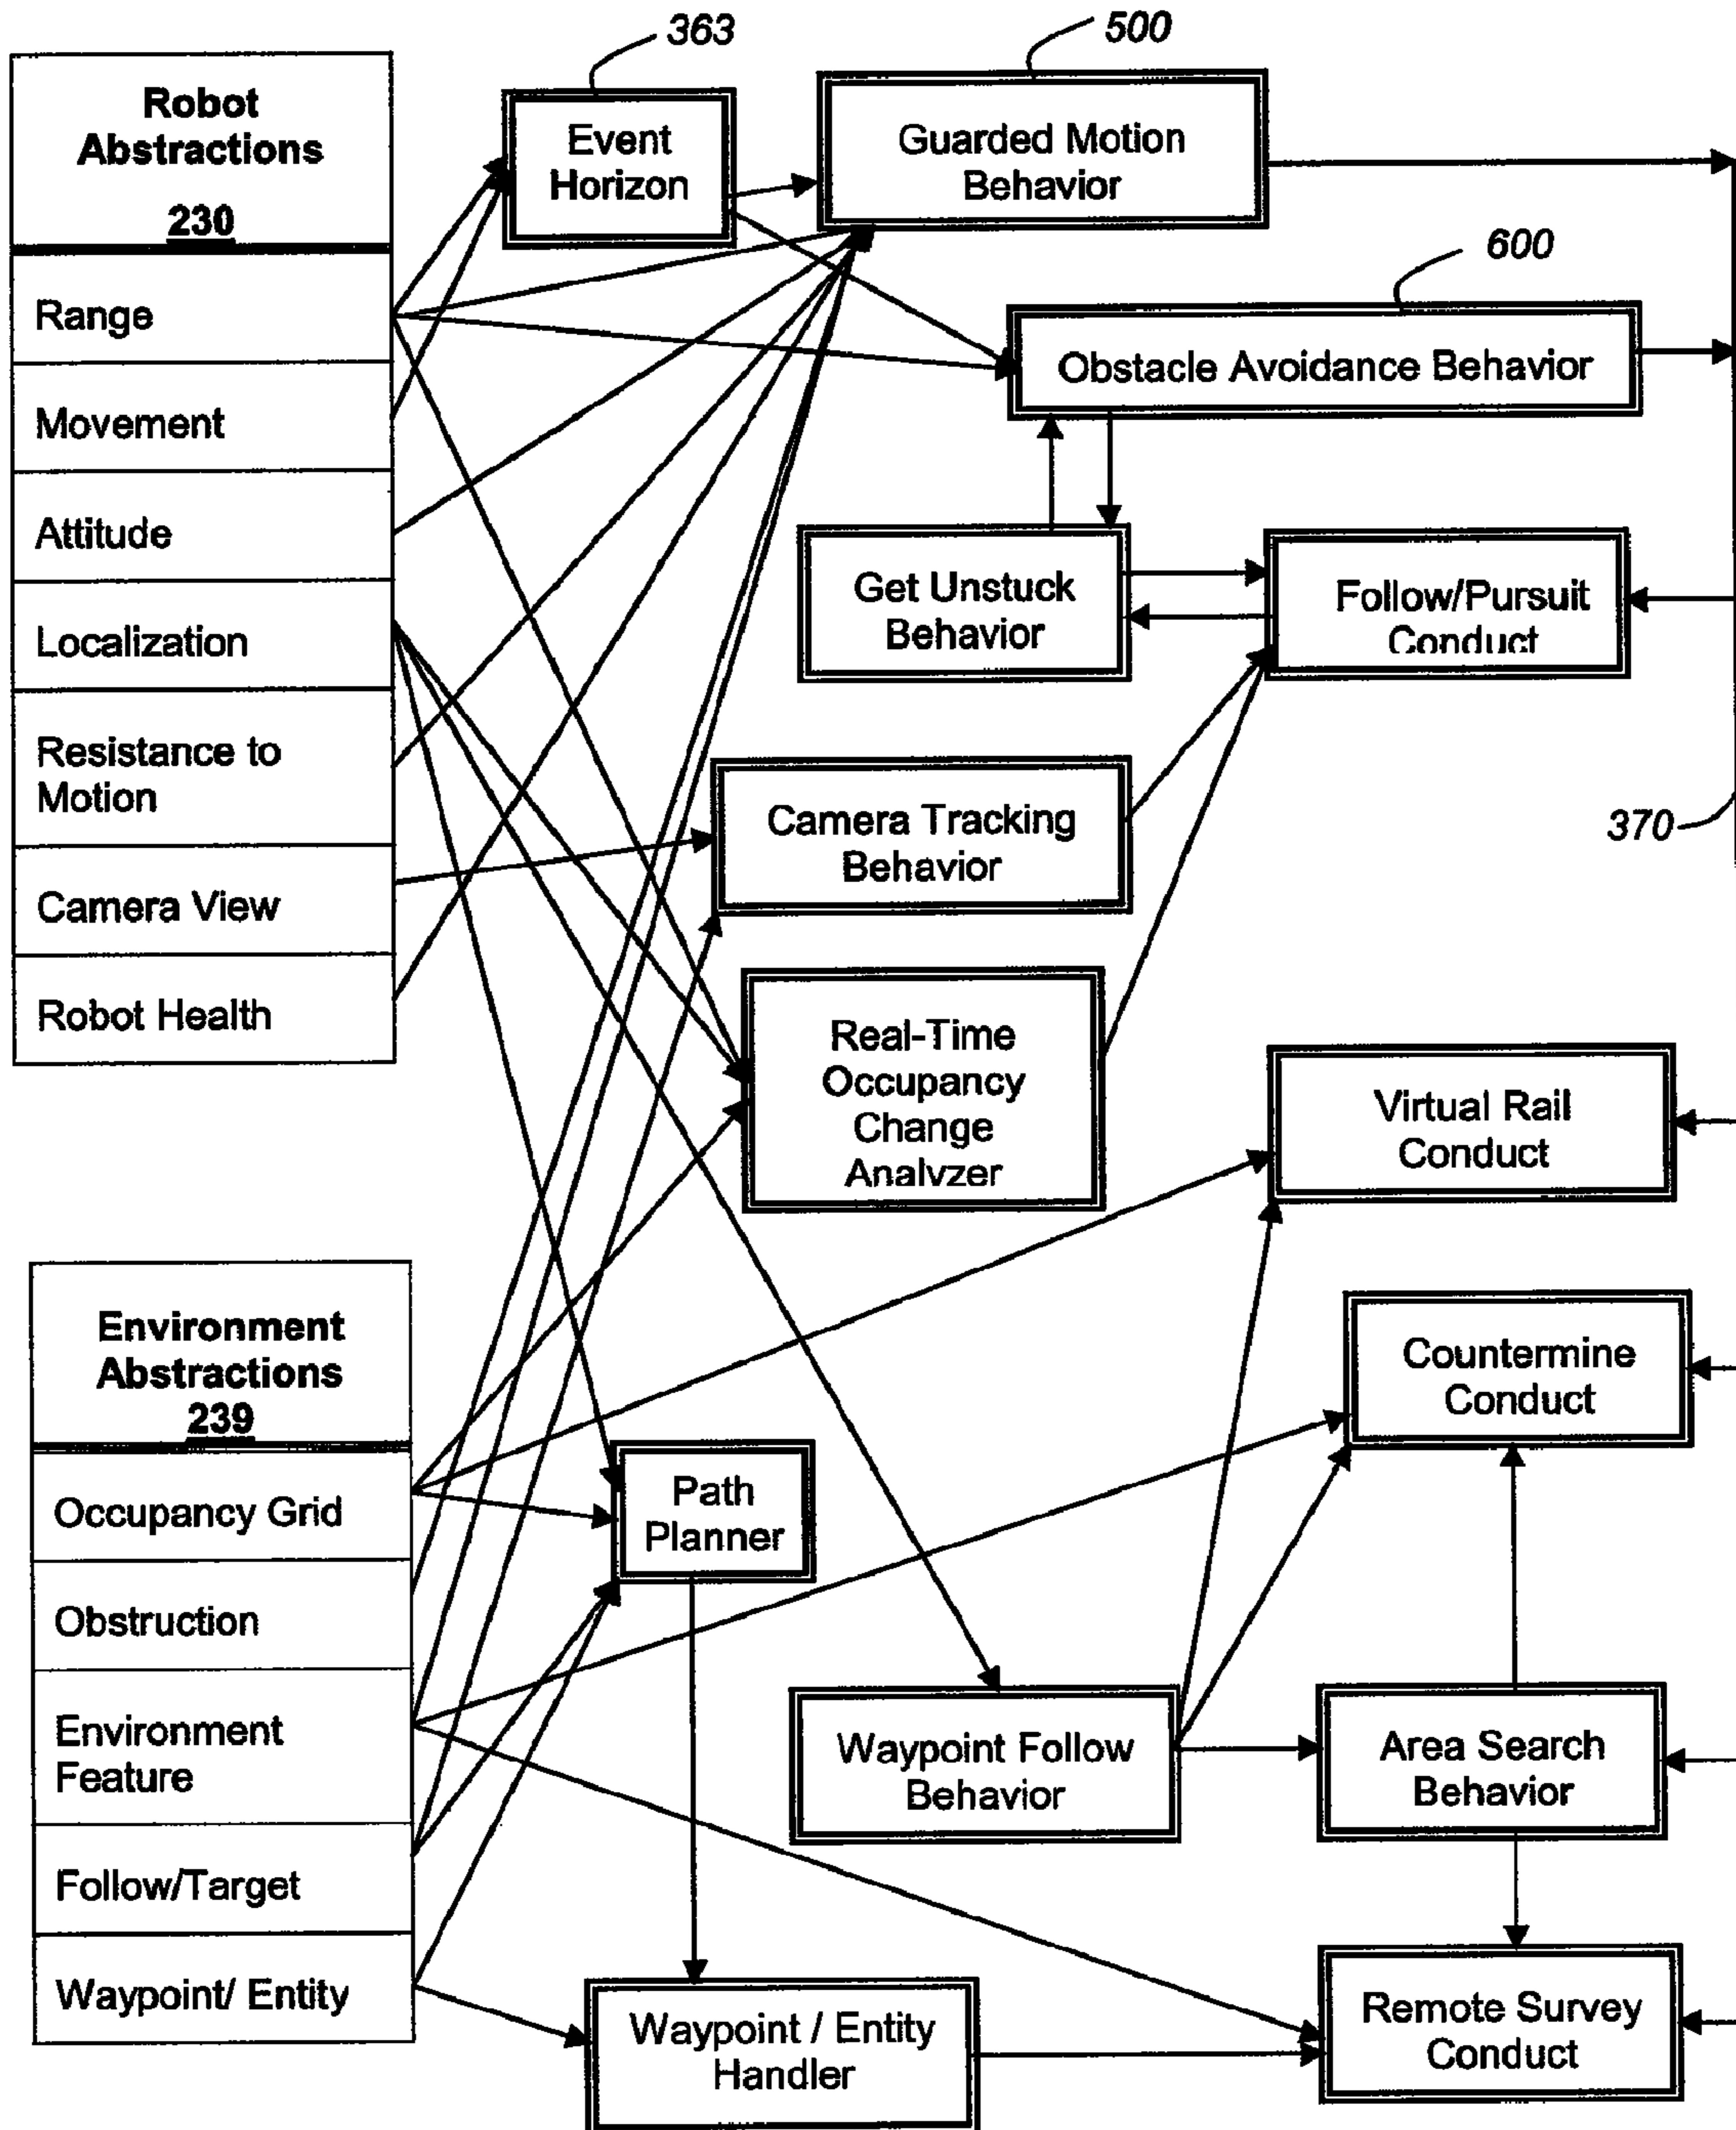 363
500
Robot
Abstractions
230
Range
Movement
Attitude
Localization
Resistance to
Motion
Camera View
Robot Health
Event
Horizon
Guarded Motion
Behavior
600
Obstacle Avoidance Behavior
Get Unstuck
Behavior
Follow/Pursuit
Conduct
Camera Tracking
Behavior
370
Real-Time
Occupancy
Change
Analyzer
Virtual Rail
Conduct
Environment
Abstractions
239
Occupancy Grid
Obstruction
Environment
Feature
Follow/Target
Waypoint/ Entity
Countermine
Conduct
Path
Planner
Waypoint Follow
Behavior
Area Search
Behavior
Waypoint / Entity
Handler
Remote Survey
Conduct